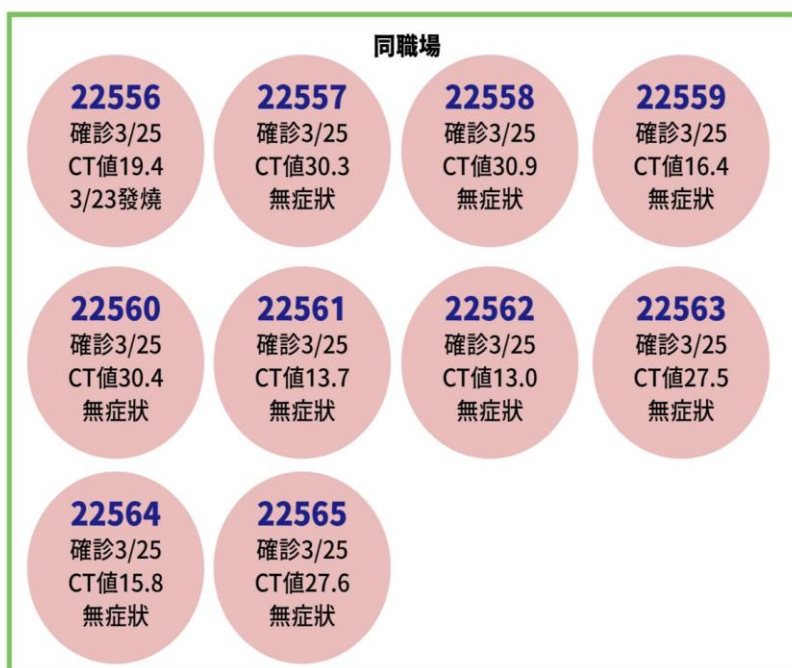 同職場
22556
確診3/25
CT值19.4
3/23發燒
22557
確診3/25
CT值30.3
無症狀
22558
確診3/25
CT值30.9
無症狀
22559
確診3/25
CT值16.4
無症狀
22560
確診3/25
CT值30.4
無症狀
22561
確診3/25
CT值13.7
無症狀
22562
確診3/25
CT值13.0
無症狀
22563
確診3/25
CT值27.5
無症狀
22564
確診3/25
CT值15.8
無症狀
22565
確診3/25
CT值27.6
無症狀